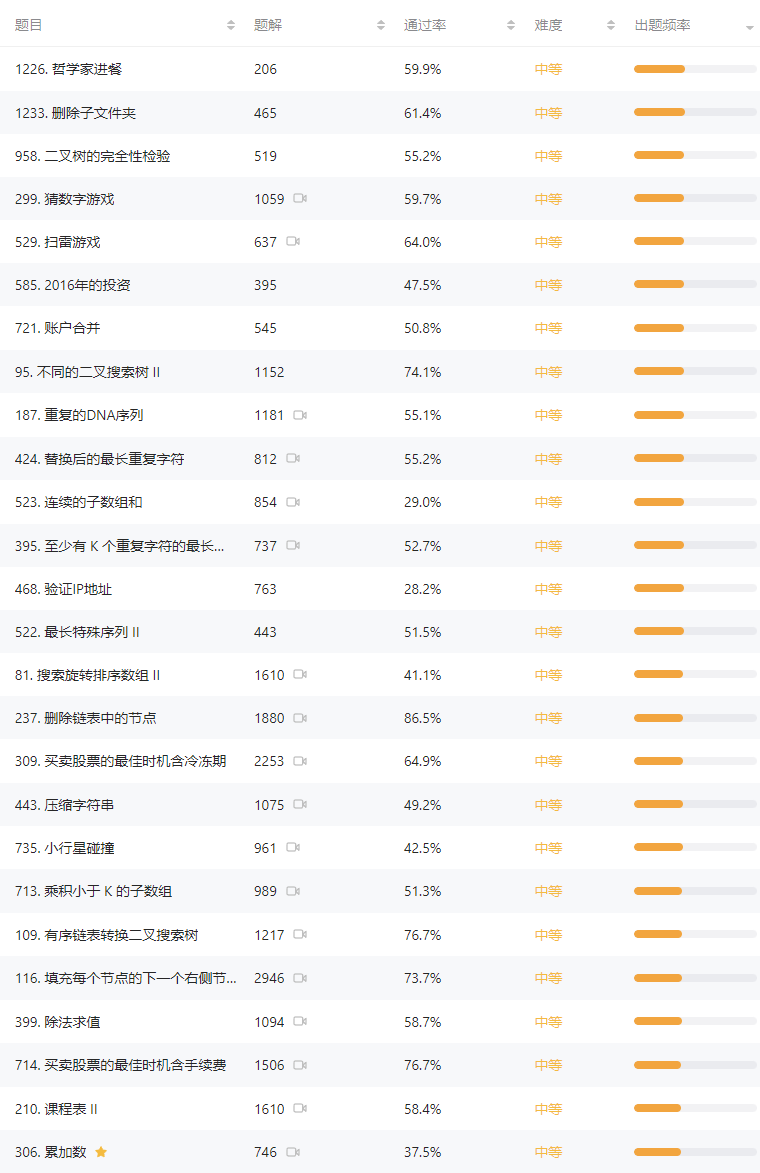 题目 题解 通过率 难度 出题频率
1226. 哲学家进餐 206 59.9% 中等
1233. 删除子文件夹 465 61.4% 中等
958. 二叉树的完全性检验 519 55.2% 中等
299. 猜数字游戏 1059 59.7% 中等
529. 扫雷游戏 637 64.0% 中等
585. 2016年的投资 395 47.5% 中等
721. 账户合并 545 50.8% 中等
95. 不同的二叉搜索树 II 1152 74.1% 中等
187. 重复的DNA序列 1181 55.1% 中等
424. 替换后的最长重复字符 812 55.2% 中等
523. 连续的子数组和 854 29.0% 中等
395. 至少有 K 个重复字符的最长... 737 52.7% 中等
468. 验证IP地址 763 28.2% 中等
522. 最长特殊序列 II 443 51.5% 中等
81. 搜索旋转排序数组 II 1610 41.1% 中等
237. 删除链表中的节点 1880 86.5% 中等
309. 买卖股票的最佳时机含冷冻期 2253 64.9% 中等
443. 压缩字符串 1075 49.2% 中等
735. 小行星碰撞 961 42.5% 中等
713. 乘积小于 K 的子数组 989 51.3% 中等
109. 有序链表转换二叉搜索树 1217 76.7% 中等
116. 填充每个节点的下一个右侧节... 2946 73.7% 中等
399. 除法求值 1094 58.7% 中等
714. 买卖股票的最佳时机含手续费 1506 76.7% 中等
210. 课程表 II 1610 58.4% 中等
306. 累加数 746 37.5% 中等